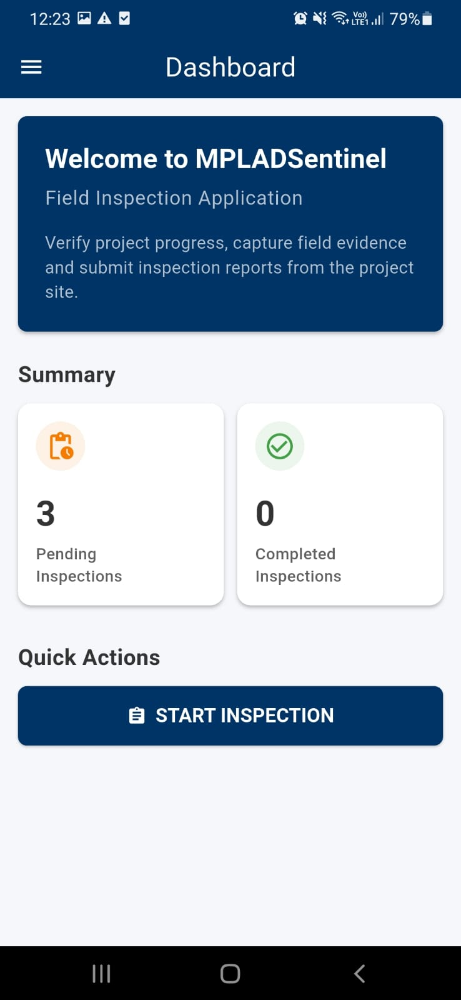 12:23
Vo))
LTE1
79%
Dashboard
Welcome to MPLADSentinel
Field Inspection Application
Verify project progress, capture field evidence
and submit inspection reports from the project
site.
Summary
3
Pending
Inspections
0
Completed
Inspections
Quick Actions
START INSPECTION